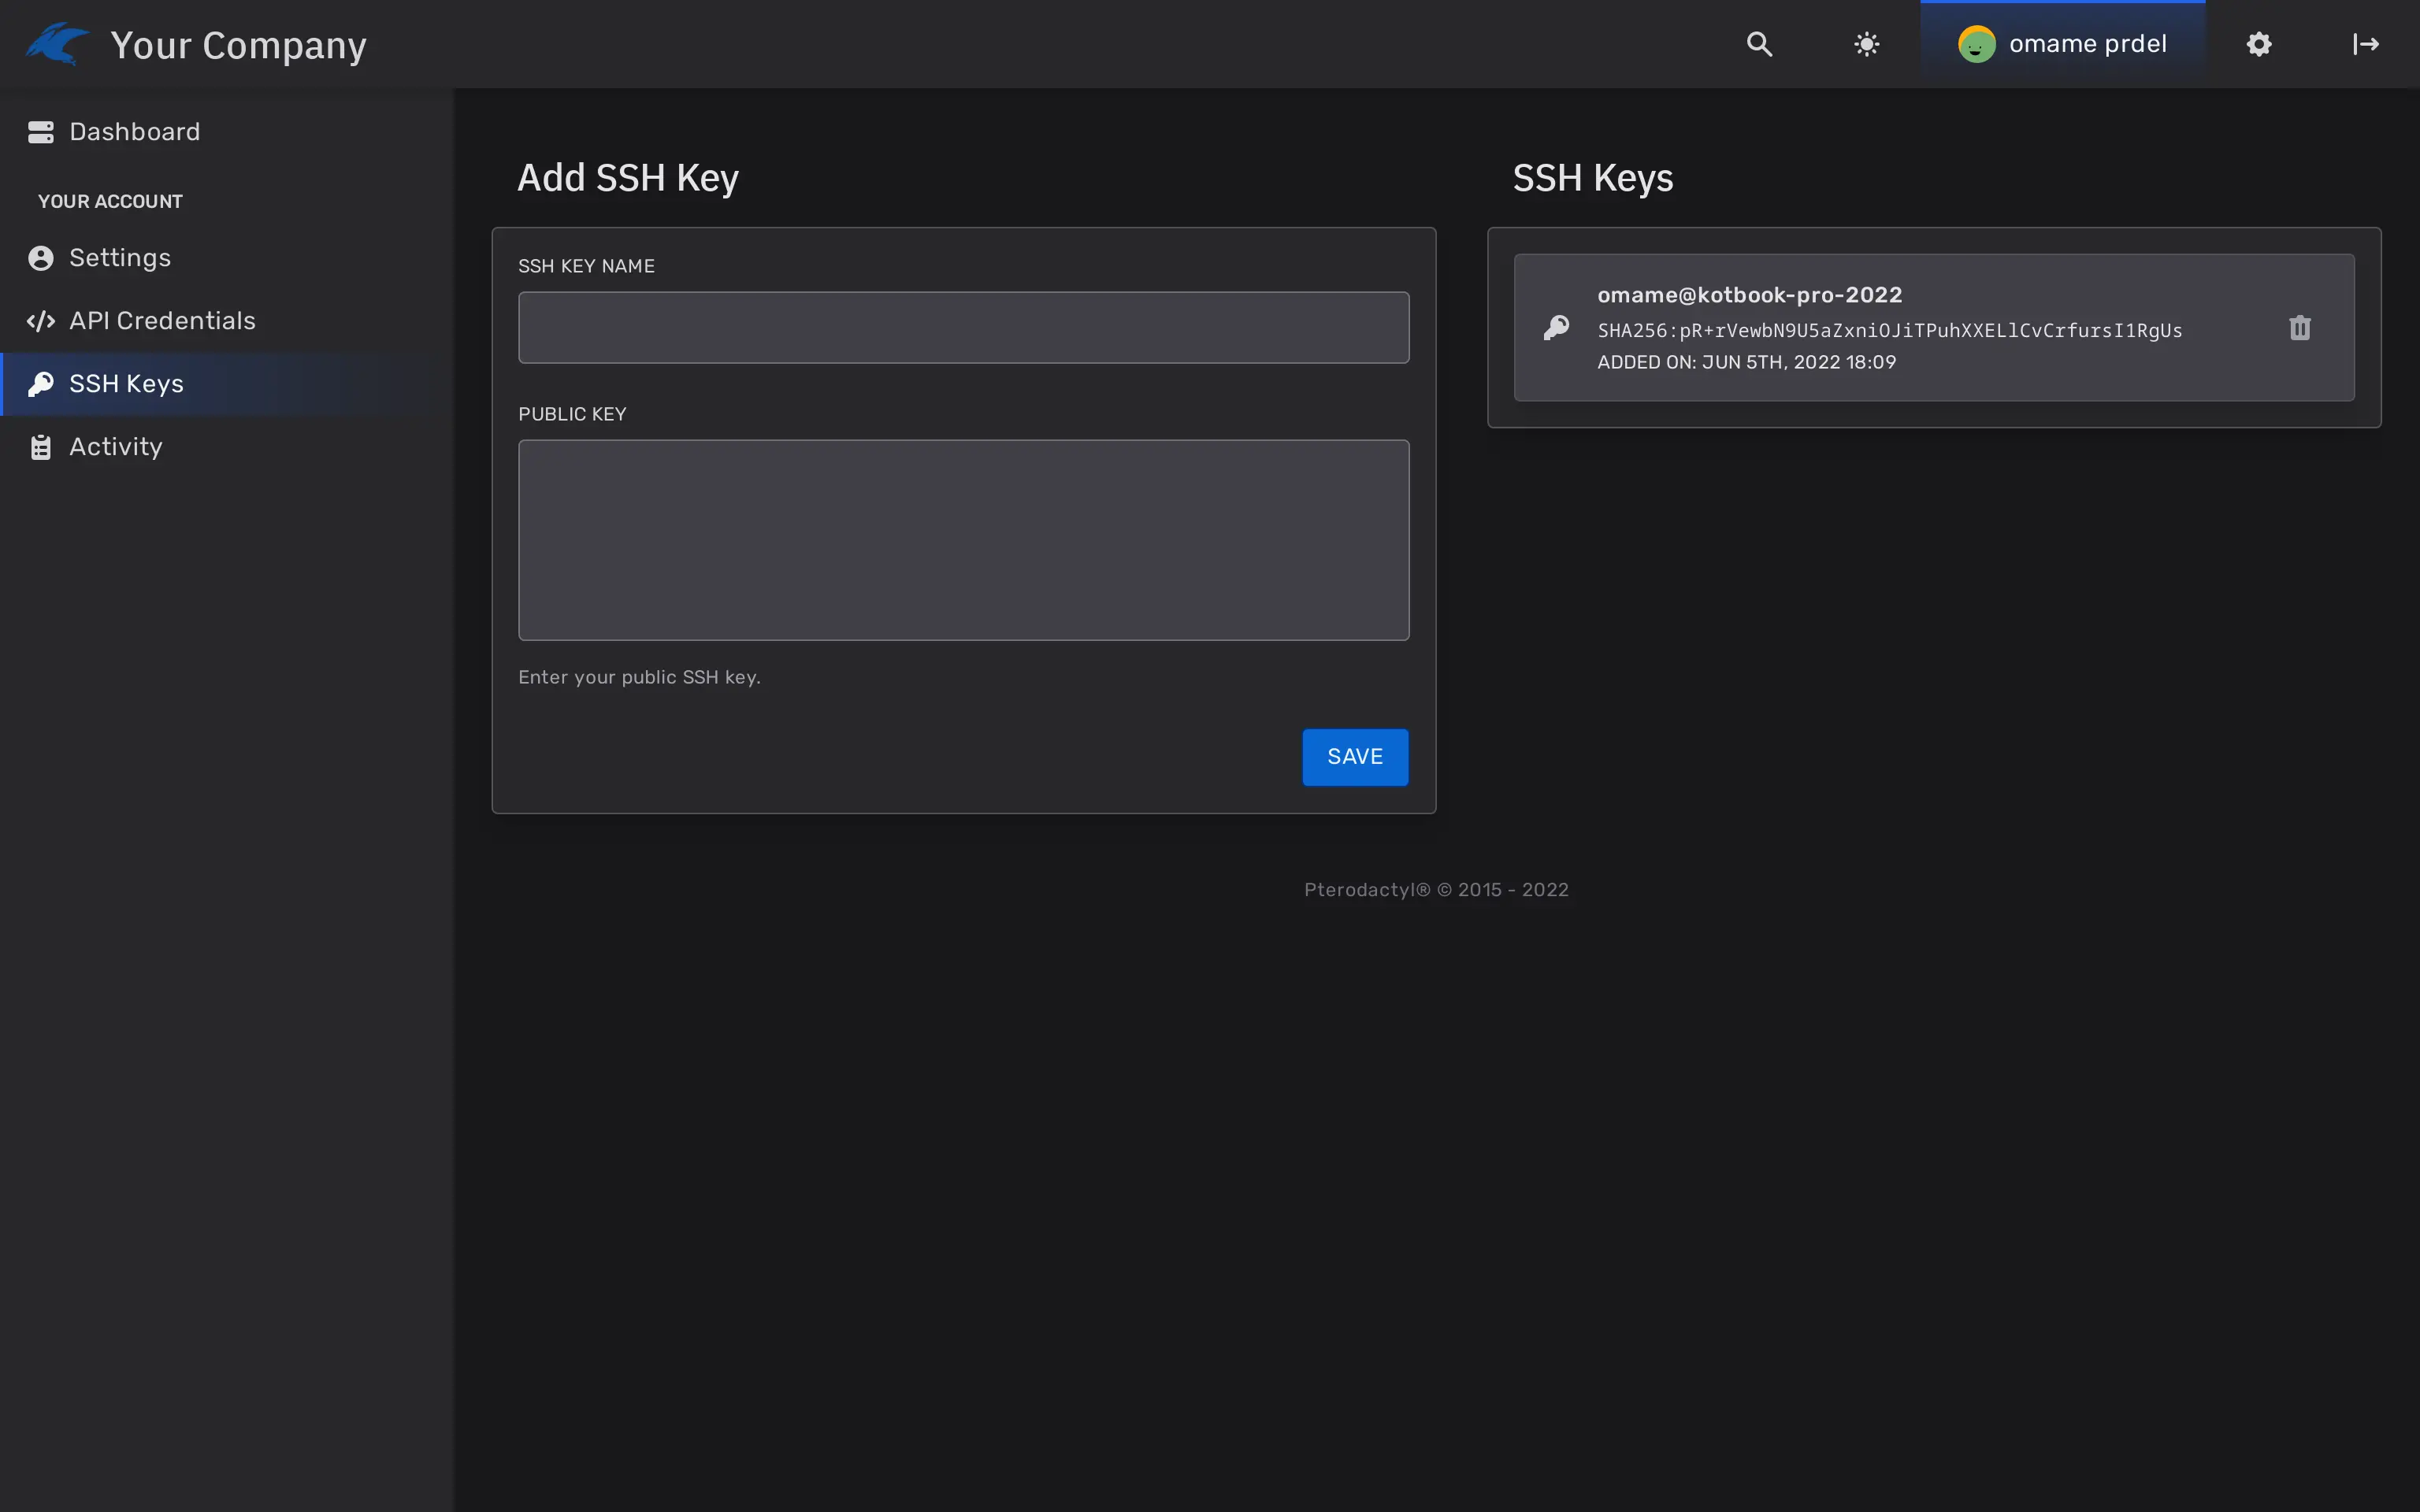 Your Company
omame prdel
Dashboard
YOUR ACCOUNT
Settings
API Credentials
SSH Keys
Activity
Add SSH Key
SSH KEY NAME
PUBLIC KEY
Enter your public SSH key.
SAVE
SSH Keys
omame@kotbook-pro-2022
SHA256:pR+rVewbN9U5aZxniOJiTPuhXXELlCvCrfursI1RgUs
ADDED ON: JUN 5TH, 2022 18:09
Pterodactyl® © 2015 - 2022